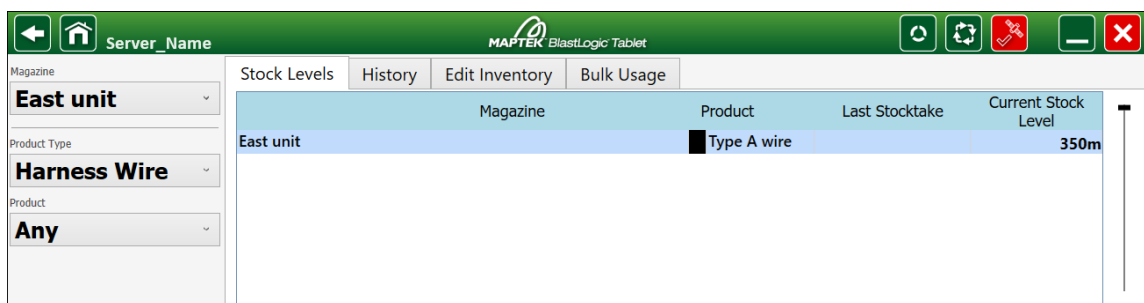 Server_Name
MAPTEK BlastLogic Tablet
Magazine
East unit
Product Type
Harness Wire
Product
Any
Stock Levels History Edit Inventory Bulk Usage
Magazine Product Last Stocktake Current Stock
Level
East unit Type A wire 350m